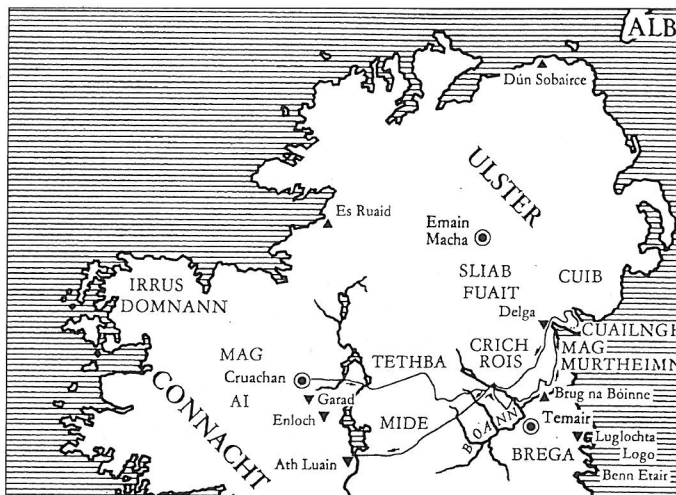 ALB
Dún Sobairce
ULSTER
Es Ruaid
Emain
Macha
SLIAB
FUAIT
CUIB
IRRUS
DOMNANN
Delga
CUAILNGE
CRICH
ROIS
MAG
MURTHEIMN
MAG
Cruachan
AI
TETHBA
Garad
Enloch
CONNACHT
MIDE
BOANN
Brug na Bóinne
Temair
BREGA
Luglochta
Logo
Ath Luain
Benn Etair